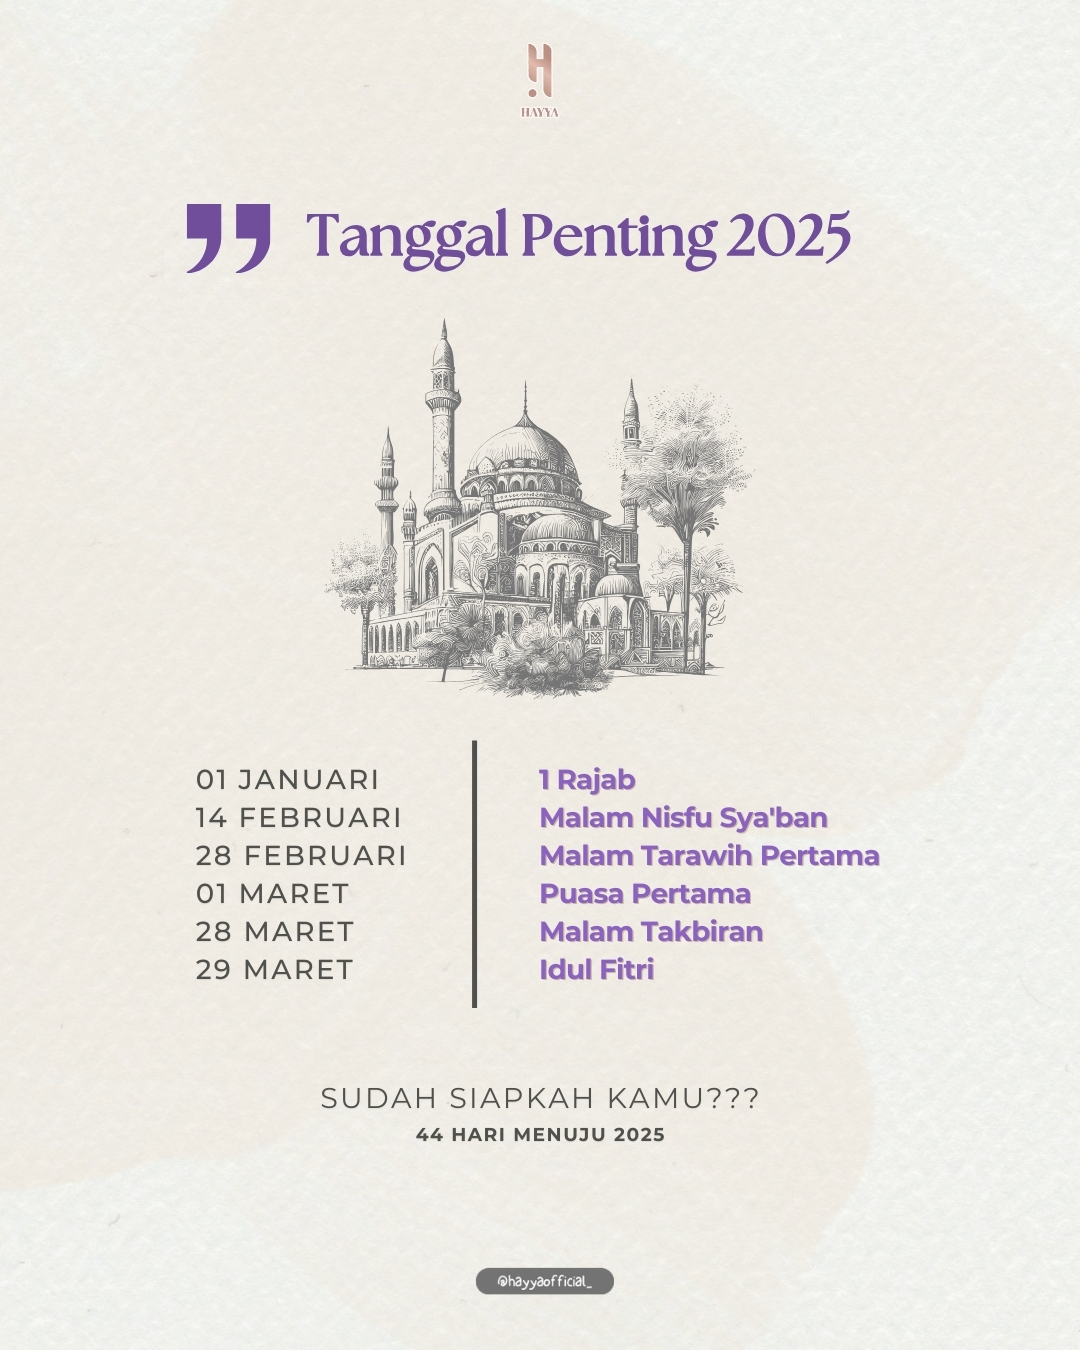 HAYYA
Tanggal Penting 2025
01 JANUARI
1 Rajab
14 FEBRUARI
Malam Nisfu Sya'ban
28 FEBRUARI
Malam Tarawih Pertama
01 MARET
Puasa Pertama
28 MARET
Malam Takbiran
29 MARET
Idul Fitri
SUDAH SIAPKAH KAMU???
44 HARI MENUJU 2025
@hayyaofficial_